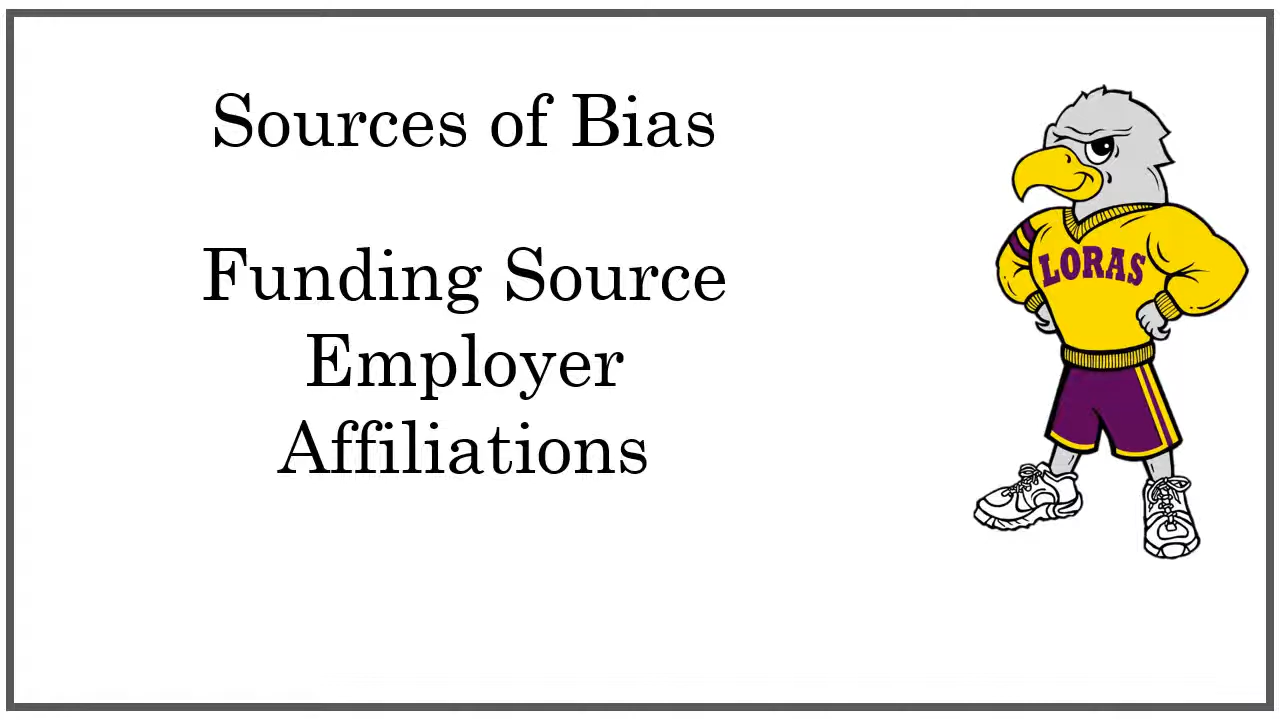 Sources of Bias
Funding Source
Employer
Affiliations
LORAS